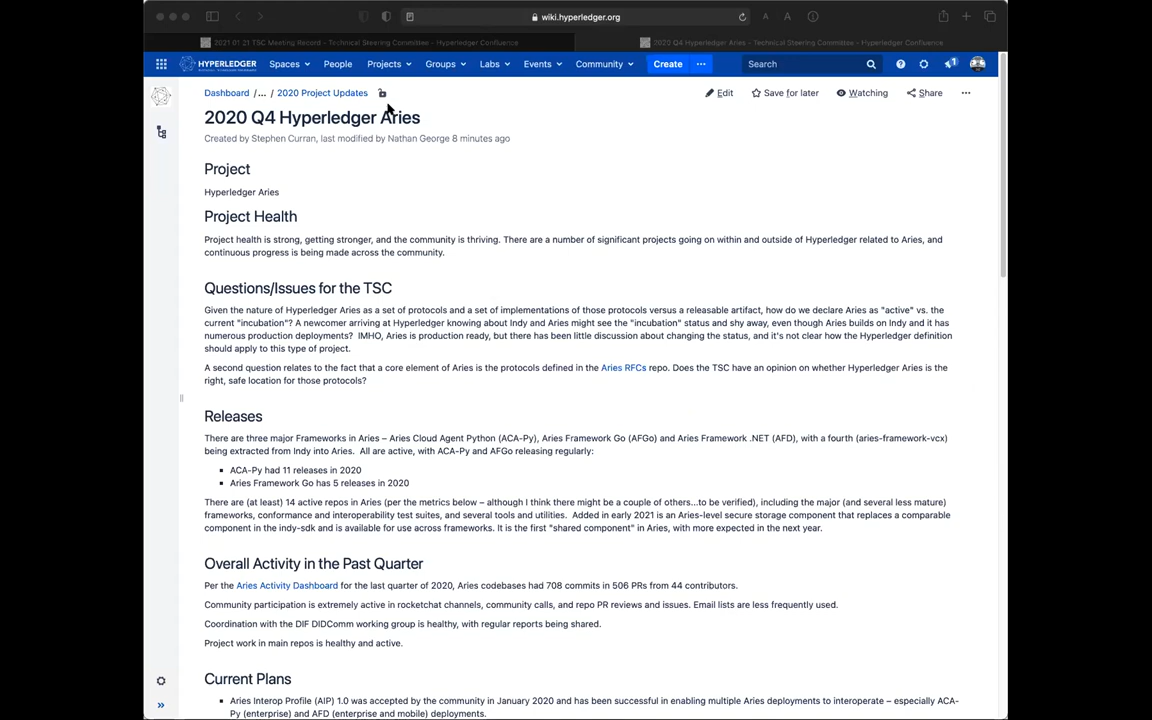 wiki.hyperledger.org
A A
2021 01 21 TSC Meeting Record - Technical Steering Committee - Hyperledger Confluence
2020 Q4 Hyperledger Aries - Technical Steering Committee - Hyperledger Confluence
HYPERLEDGER Spaces People Projects Groups Labs Events Community Create ... Search ? 1
Dashboard /... / 2020 Project Updates Edit Save for later Watching Share ...
2020 Q4 Hyperledger Aries
Created by Stephen Curran, last modified by Nathan George 8 minutes ago
Project
Hyperledger Aries
Project Health
Project health is strong, getting stronger, and the community is thriving. There are a number of significant projects going on within and outside of Hyperledger related to Aries, and
continuous progress is being made across the community.
Questions/Issues for the TSC
Given the nature of Hyperledger Aries as a set of protocols and a set of implementations of those protocols versus a releasable artifact, how do we declare Aries as "active" vs. the
current "incubation"? A newcomer arriving at Hyperledger knowing about Indy and Aries might see the "incubation" status and shy away, even though Aries builds on Indy and it has
numerous production deployments? IMHO, Aries is production ready, but there has been little discussion about changing the status, and it's not clear how the Hyperledger definition
should apply to this type of project.
A second question relates to the fact that a core element of Aries is the protocols defined in the Aries RFCs repo. Does the TSC have an opinion on whether Hyperledger Aries is the
right, safe location for those protocols?
Releases
There are three major Frameworks in Aries – Aries Cloud Agent Python (ACA-Py), Aries Framework Go (AFGo) and Aries Framework .NET (AFD), with a fourth (aries-framework-vcx)
being extracted from Indy into Aries. All are active, with ACA-Py and AFGo releasing regularly:
▪ ACA-Py had 11 releases in 2020
▪ Aries Framework Go has 5 releases in 2020
There are (at least) 14 active repos in Aries (per the metrics below – although I think there might be a couple of others...to be verified), including the major (and several less mature)
frameworks, conformance and interoperability test suites, and several tools and utilities. Added in early 2021 is an Aries-level secure storage component that replaces a comparable
component in the indy-sdk and is available for use across frameworks. It is the first "shared component" in Aries, with more expected in the next year.
Overall Activity in the Past Quarter
Per the Aries Activity Dashboard for the last quarter of 2020, Aries codebases had 708 commits in 506 PRs from 44 contributors.
Community participation is extremely active in rocketchat channels, community calls, and repo PR reviews and issues. Email lists are less frequently used.
Coordination with the DIF DIDComm working group is healthy, with regular reports being shared.
Project work in main repos is healthy and active.
Current Plans
▪ Aries Interop Profile (AIP) 1.0 was accepted by the community in January 2020 and has been successful in enabling multiple Aries deployments to interoperate – especially ACA-
Py (enterprise) and AFD (enterprise and mobile) deployments.